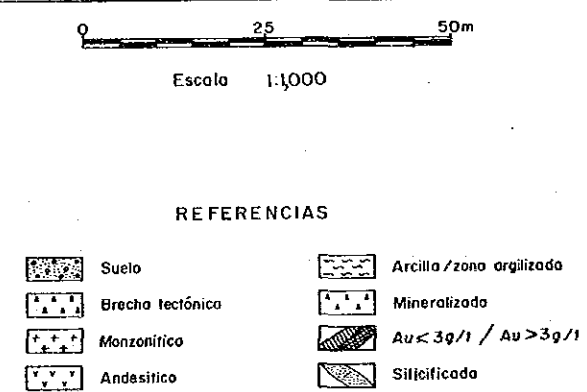 0 25 50m
Escala 1:1,000
REFERENCIAS
Suelo
Brecha tectónica
Monzonítico
Andesítico
Arcilla/zona argilizada
Mineralizada
Au< 3g/t / Au >3g/t
Silicificada